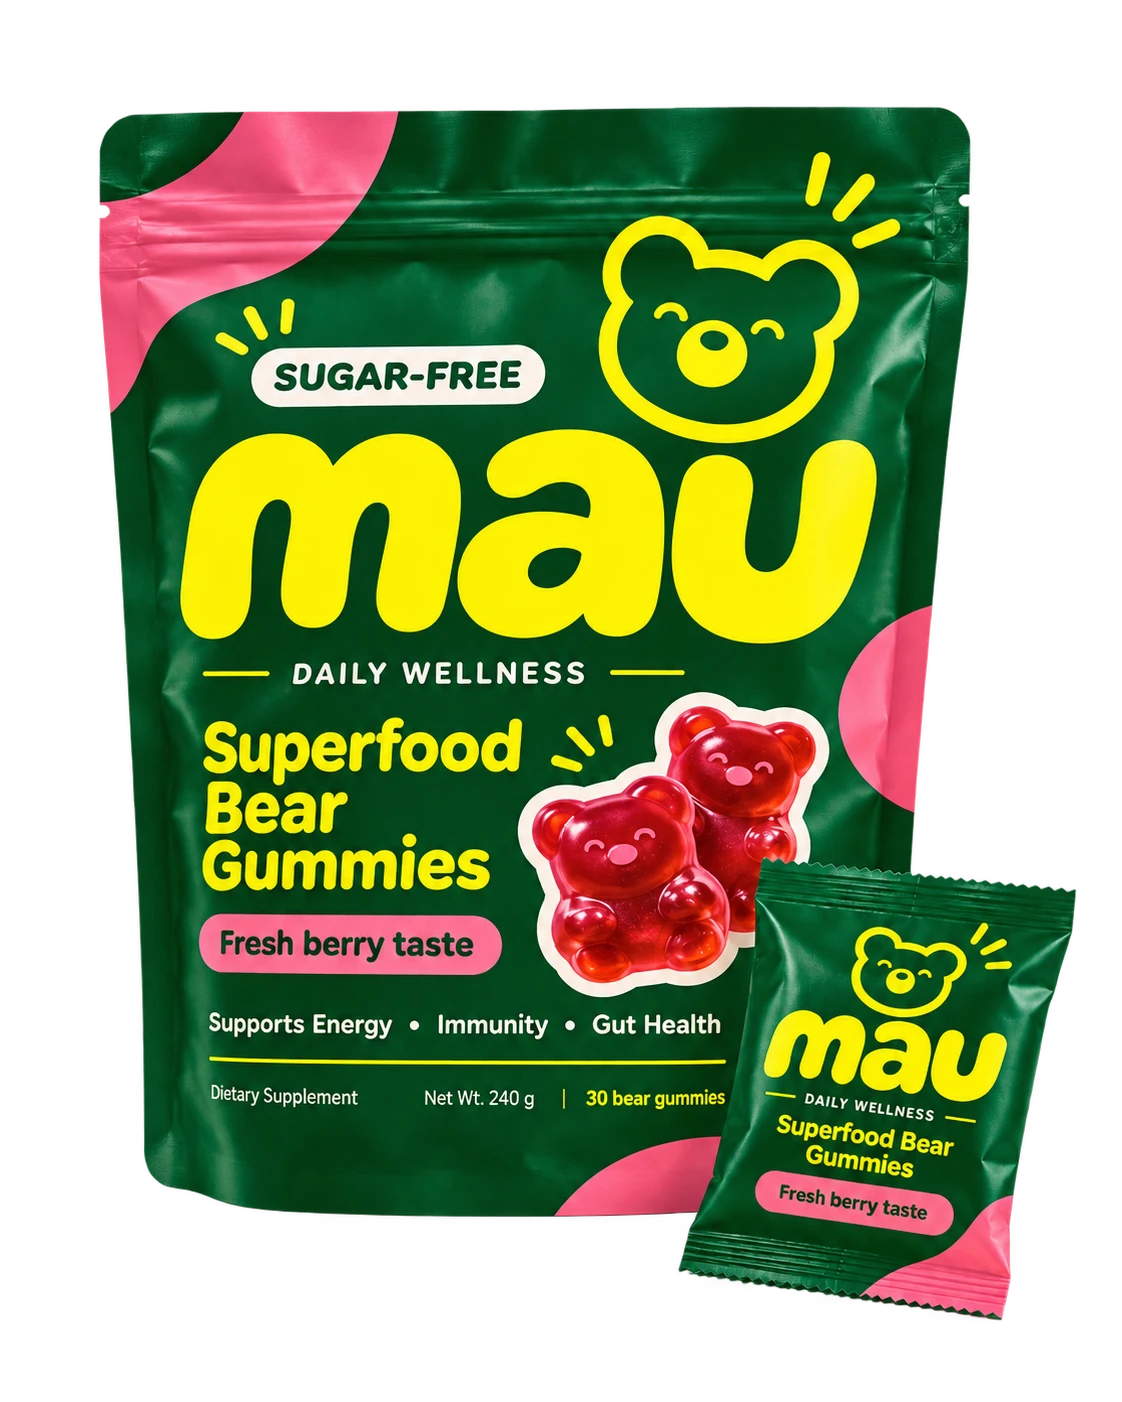 SUGAR-FREE
mau
DAILY WELLNESS
Superfood
Bear
Gummies
Fresh berry taste
Supports Energy • Immunity • Gut Health
Dietary Supplement Net Wt. 240 g | 30 bear gummies
mau
DAILY WELLNESS
Superfood Bear
Gummies
Fresh berry taste